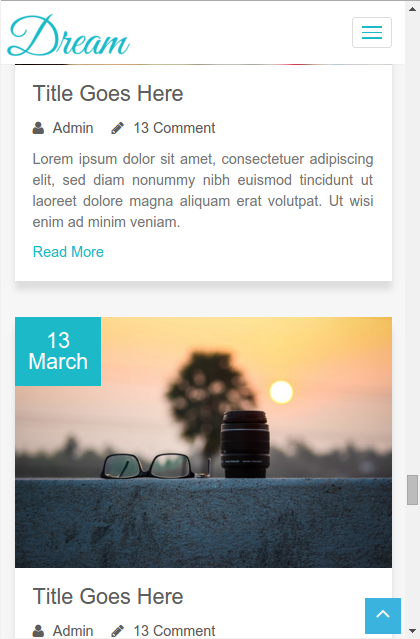 Dream
Title Goes Here
Admin 13 Comment
Lorem ipsum dolor sit amet, consectetuer adipiscing
elit, sed diam nonummy nibh euismod tincidunt ut
laoreet dolore magna aliquam erat volutpat. Ut wisi
enim ad minim veniam.
Read More
13
March
Title Goes Here
Admin 13 Comment